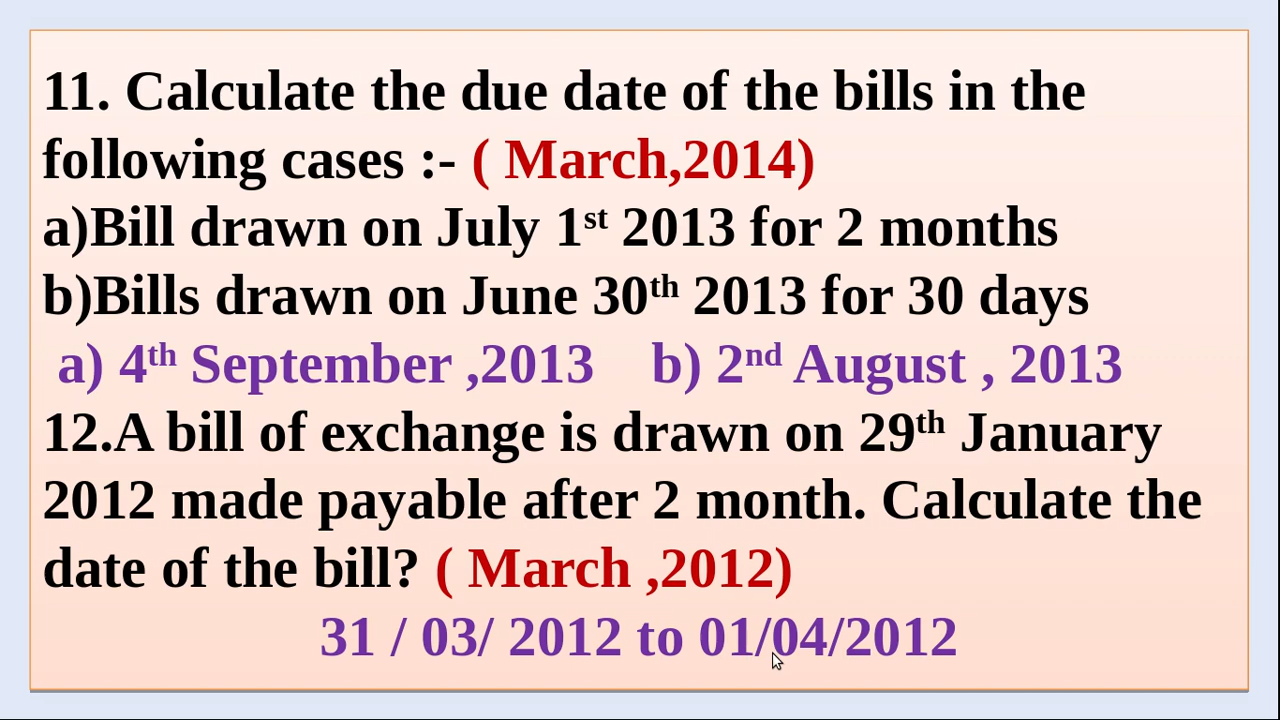 11. Calculate the due date of the bills in the
following cases :- ( March,2014)
a)Bill drawn on July 1st 2013 for 2 months
b)Bills drawn on June 30th 2013 for 30 days
a) 4th September ,2013 b) 2nd August , 2013
12.A bill of exchange is drawn on 29th January
2012 made payable after 2 month. Calculate the
date of the bill? ( March ,2012)
31 / 03/ 2012 to 01/04/2012